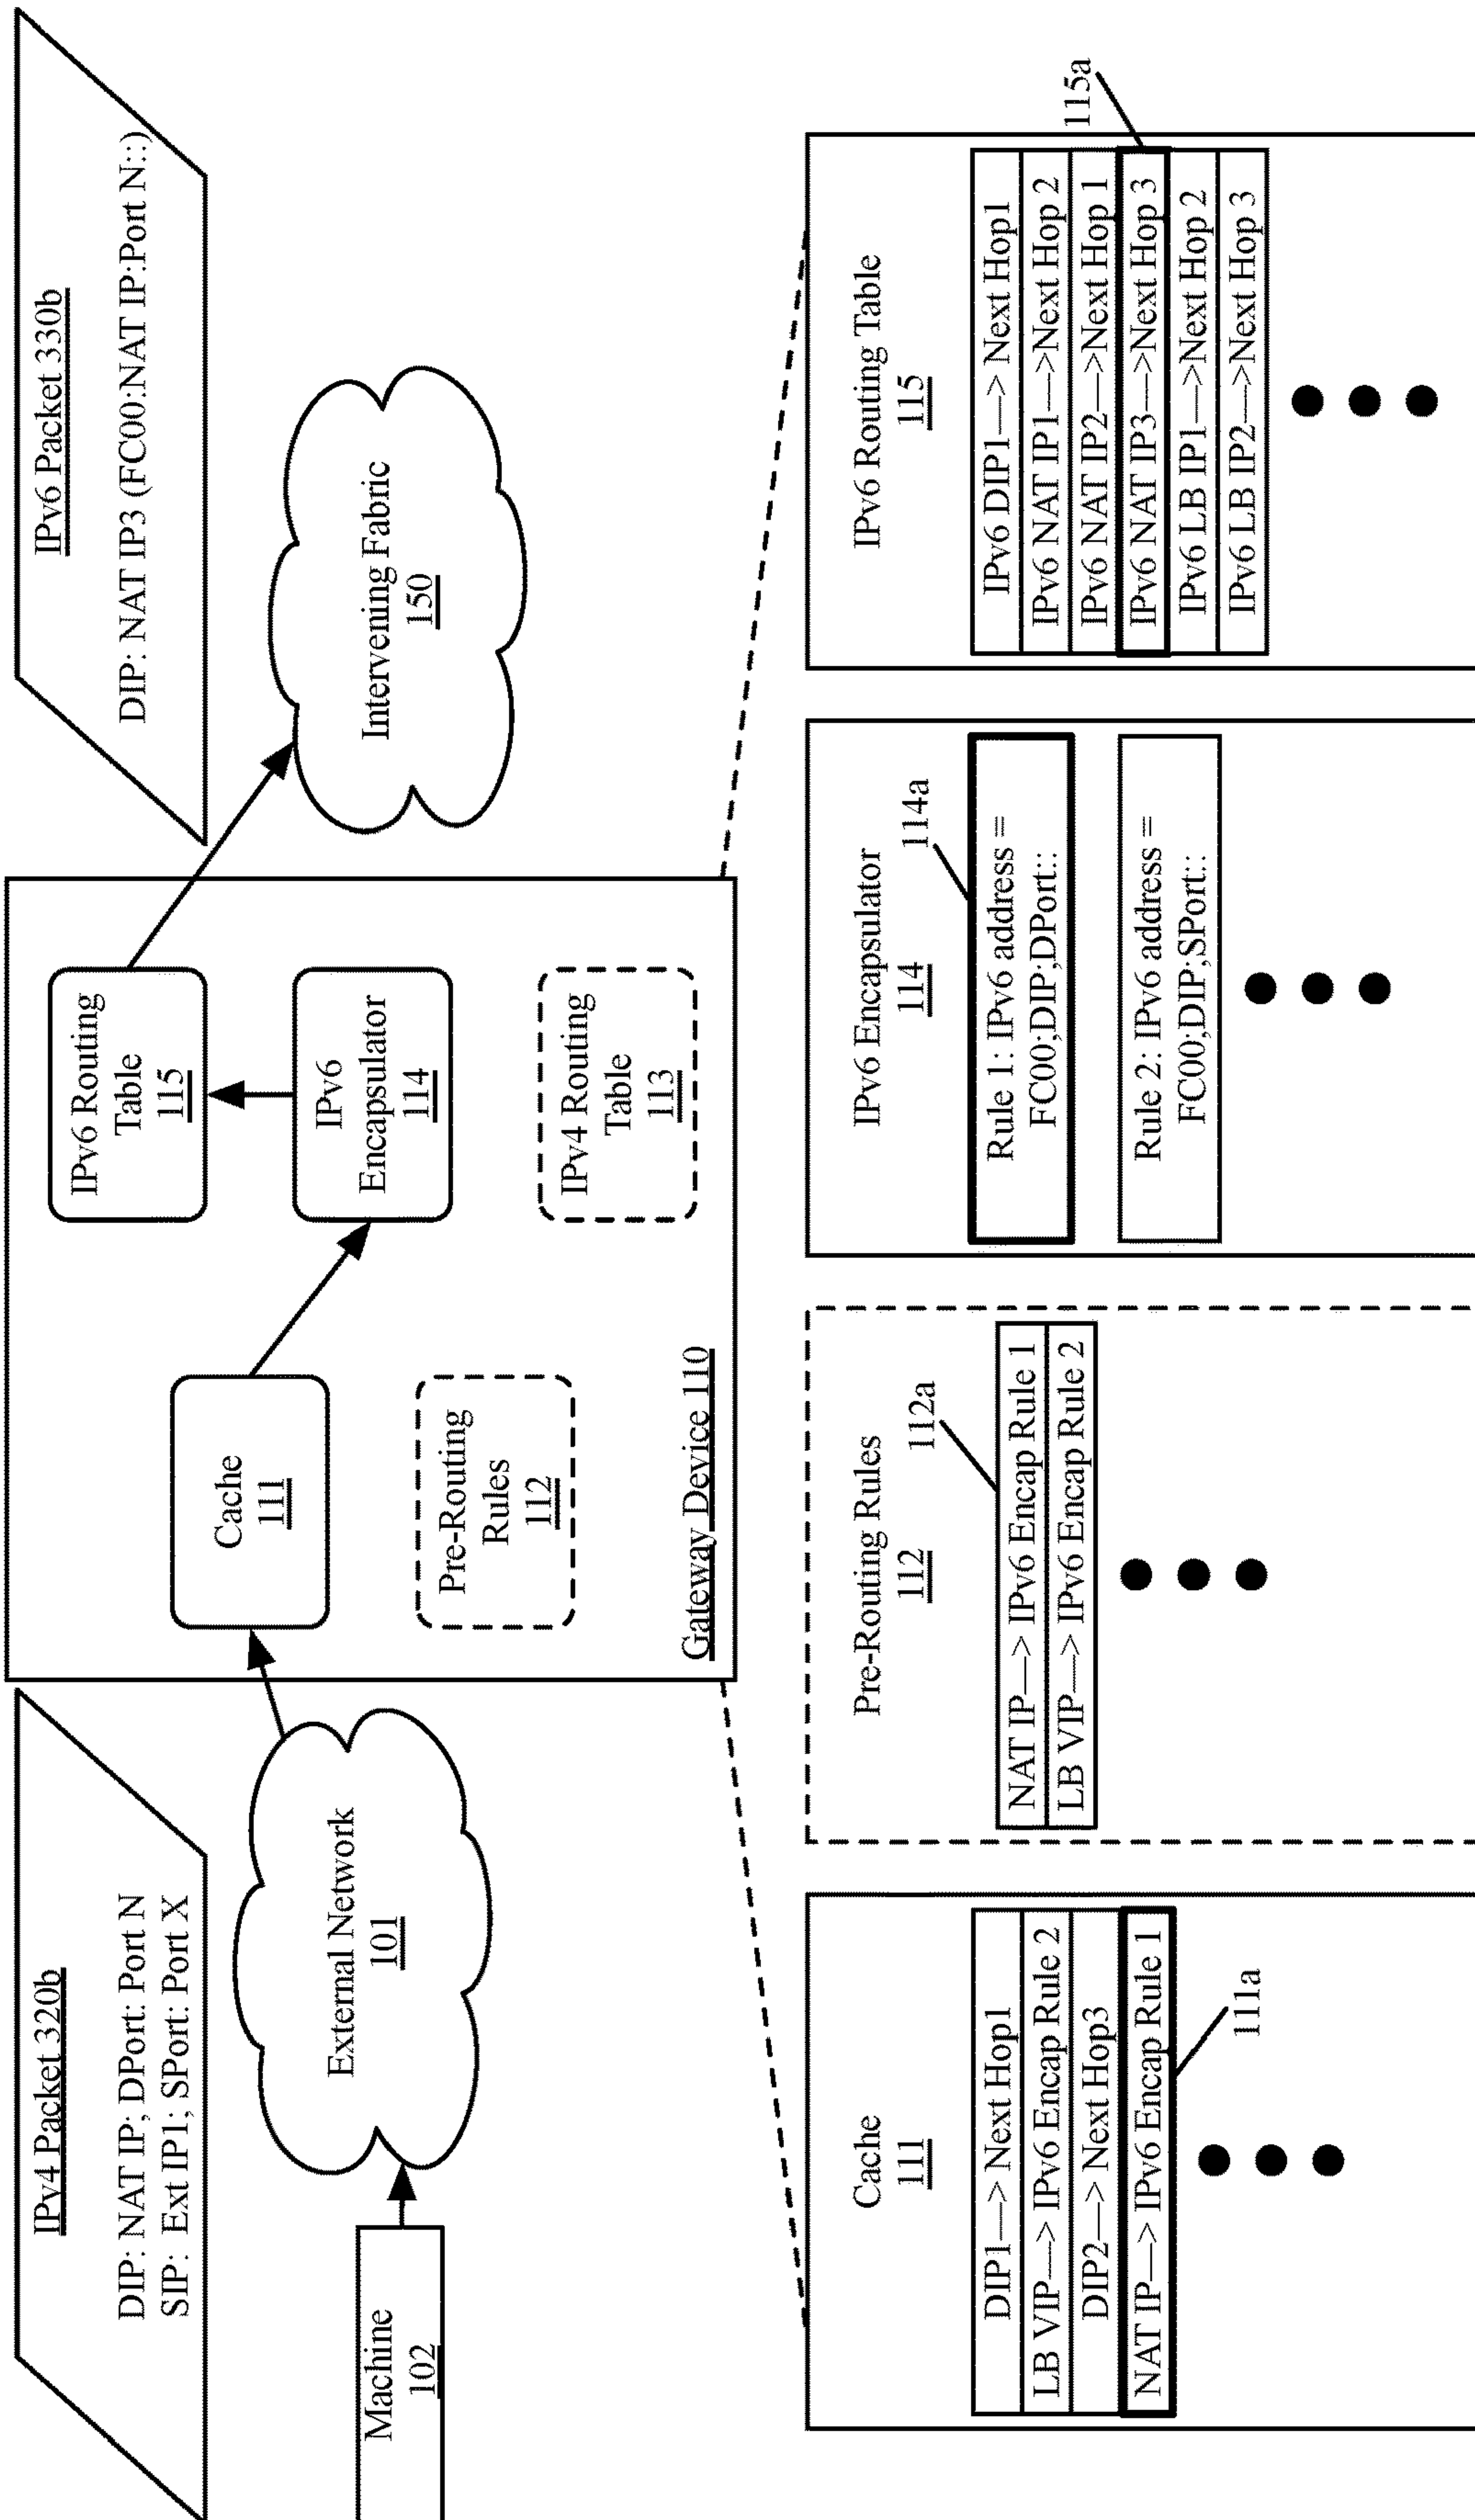 IPv4 Packet 320b
DIP: NAT IP; DPort: Port N
SIP: Ext IP1; SPort: Port X
IPv6 Packet 330b
DIP: NAT IP3 (FC00:NAT IP:Port N::)
Machine
102
External Network
101
Cache
111
Pre-Routing
Rules
112
IPv6 Routing
Table
115
IPv6
Encapsulator
114
IPv4 Routing
Table
113
Gateway Device 110
Intervening Fabric
150
Cache
111
DIP1—> Next Hop1
LB VIP—> IPv6 Encap Rule 2
DIP2—> Next Hop3
NAT IP—> IPv6 Encap Rule 1
111a
Pre-Routing Rules
112
112a
NAT IP—> IPv6 Encap Rule 1
LB VIP—> IPv6 Encap Rule 2
IPv6 Encapsulator
114
114a
Rule 1: IPv6 address =
FC00;DIP;DPort::
Rule 2: IPv6 address =
FC00;DIP;SPort::
IPv6 Routing Table
115
115a
IPv6 DIP1—> Next Hop1
IPv6 NAT IP1—>Next Hop 2
IPv6 NAT IP2—>Next Hop 1
IPv6 NAT IP3—>Next Hop 3
IPv6 LB IP1—>Next Hop 2
IPv6 LB IP2—>Next Hop 3